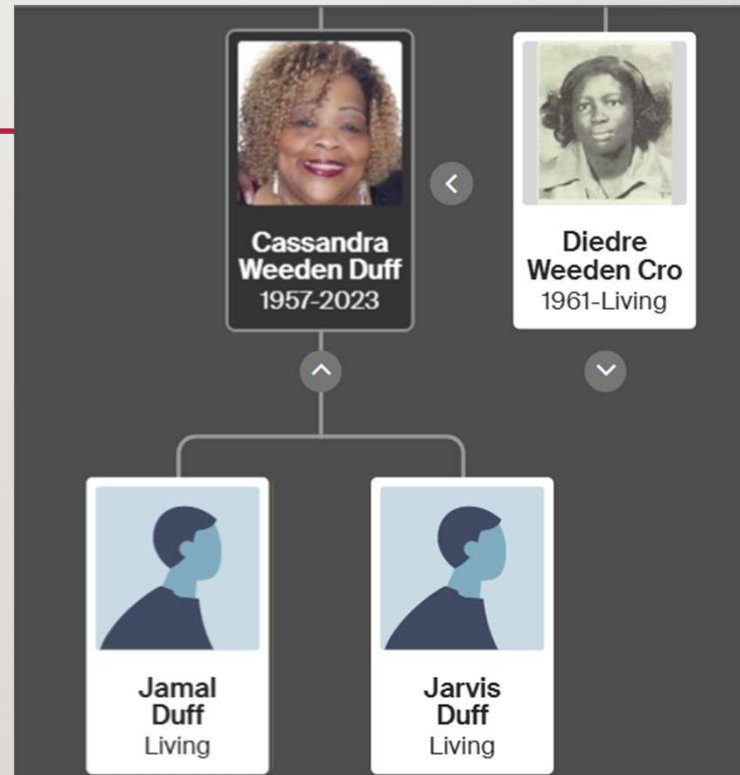 Cassandra
Weeden Duff
1957-2023
Diedre
Weeden Cro
1961-Living
Jamal
Duff
Living
Jarvis
Duff
Living